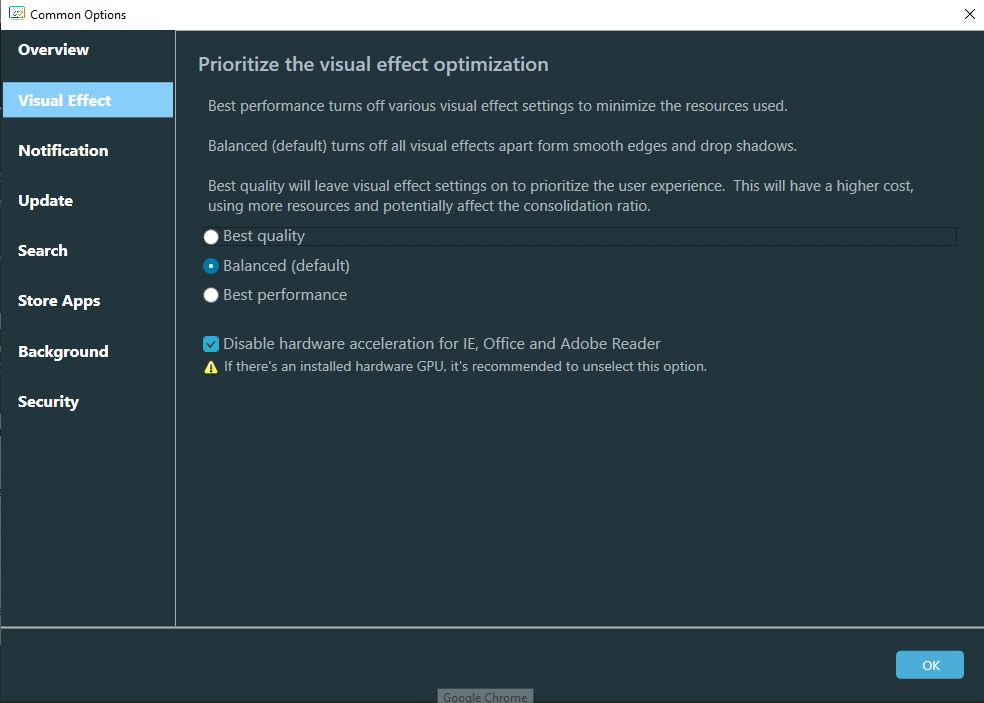 Common Options
Overview
Visual Effect
Notification
Update
Search
Store Apps
Background
Security
Prioritize the visual effect optimization
Best performance turns off various visual effect settings to minimize the resources used.
Balanced (default) turns off all visual effects apart form smooth edges and drop shadows.
Best quality will leave visual effect settings on to prioritize the user experience.  This will have a higher cost,
using more resources and potentially affect the consolidation ratio.
Best quality
Balanced (default)
Best performance
Disable hardware acceleration for IE, Office and Adobe Reader
If there's an installed hardware GPU, it's recommended to unselect this option.
OK
Google Chrome